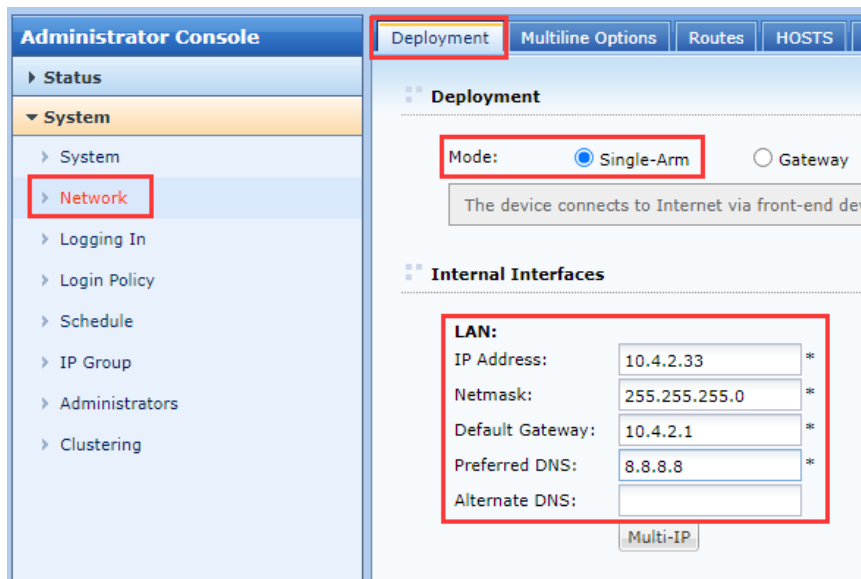 Administrator Console
Status
System
System
Network
Logging In
Login Policy
Schedule
IP Group
Administrators
Clustering
Deployment Multiline Options Routes HOSTS
Deployment
Mode: Single-Arm Gateway
The device connects to Internet via front-end
Internal Interfaces
LAN:
IP Address: 10.4.2.33 *
Netmask: 255.255.255.0 *
Default Gateway: 10.4.2.1 *
Preferred DNS: 8.8.8.8 *
Alternate DNS:
Multi-IP